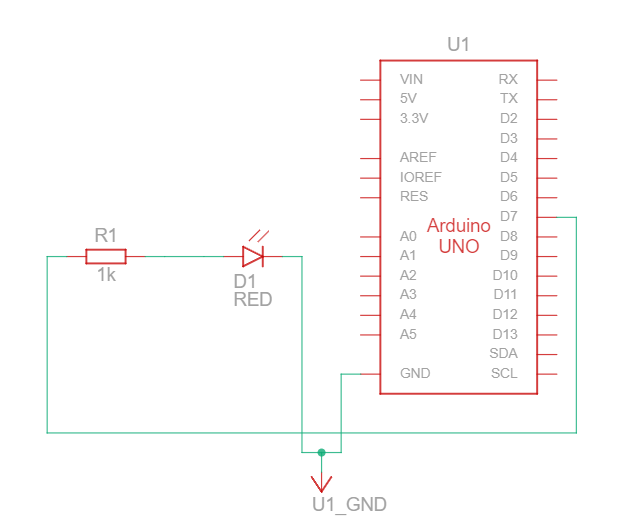 U1
VIN RX
5V TX
3.3V D2
D3
AREF D4
IOREF D5
RES D6
D7
Arduino
UNO
A0 D8
A1 D9
A2 D10
A3 D11
A4 D12
A5 D13
SDA
GND SCL
R1
1k
D1
RED
U1_GND